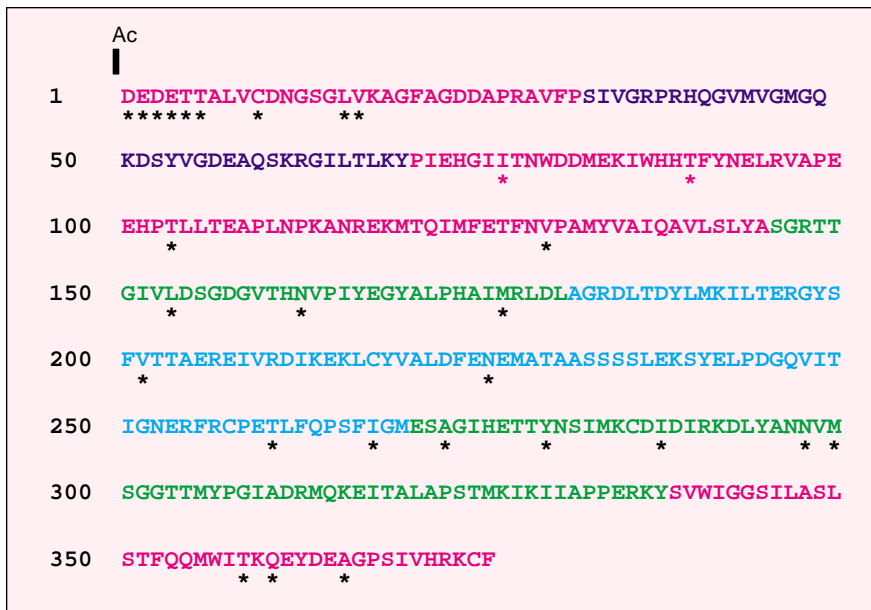 Ac
1 DEDETTALVCDNGSGLVKAGFAGDDAPRAVFPSIVGRPRHQGVMVGMGQ
****** * **
50 KDSYVGDEAQSKRGILTLKYPIEHGIITNWDDMEKIWHHTFYNELRVAPE
* *
100 EHPTLLTEAPLNPKANREKMTQIMFETFNVPAMYVAIQAVLSLYASGRTT
* *
150 GIVLDSGDGVTHNVPIYEGYALPHAIMRLDLAGRDLTDYLMKILTERGYS
* * *
200 FVTTAEREIVRDIKEKLCYVALDFENEMATAASSSSLEKSYELPDGQVIT
* *
250 IGNERFRCPETLFQPSFIGMESAGIHETTYNSIMKCDIDIRKDLYANNVM
* * * * * * *
300 SGGTTMYPGIADRMQKEITALAPSTMKIKIIAPPERKYSVWIGGSILASL
350 STFQQMWITKQEYDEAGPSIVHRKCF
* * *